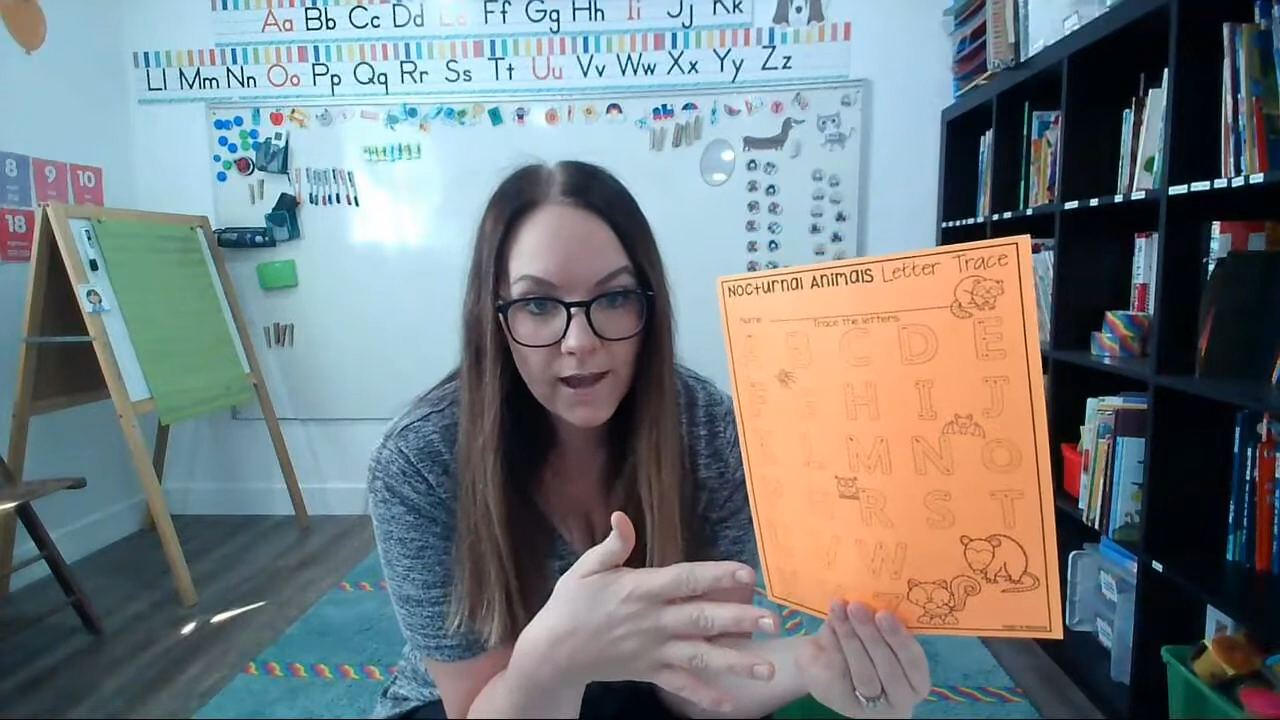 Aa Bb Cc Dd Ee Ff Gg Hh Ii Jj Kk
Ll Mm Nn Oo Pp Qq Rr Ss Tt Uu Vv Ww Xx Yy Zz
8 9 10
18
Nocturnal Animals Letter Trace
Name
Trace the letters
A B C D E
H I J
L M N O
R S T
V W
Z